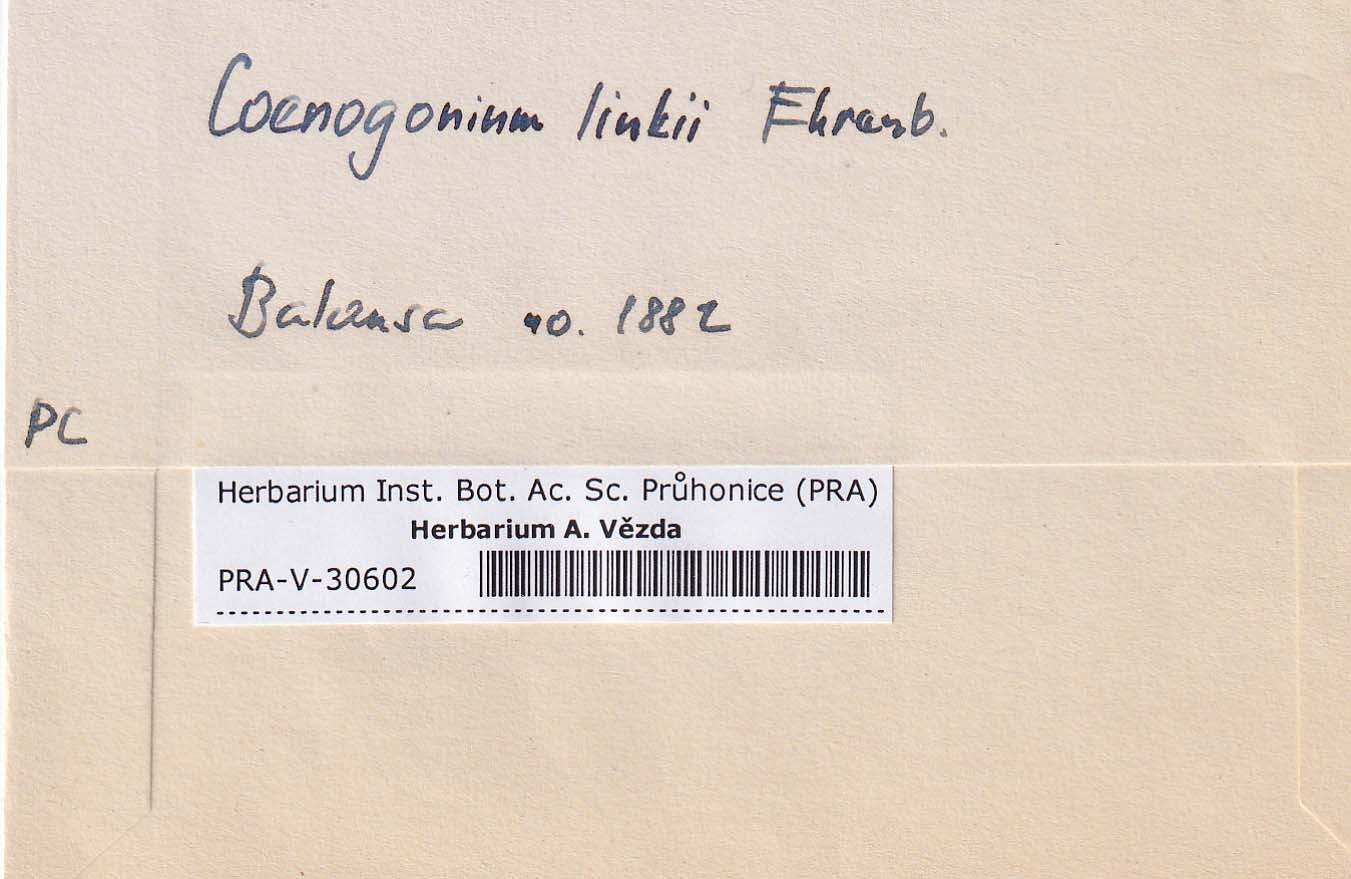 Coenogonium linkii Ehrenb.
Balansa no. 1882
PC
Herbarium Inst. Bot. Ac. Sc. Průhonice (PRA)
Herbarium A. Vězda
PRA-V-30602